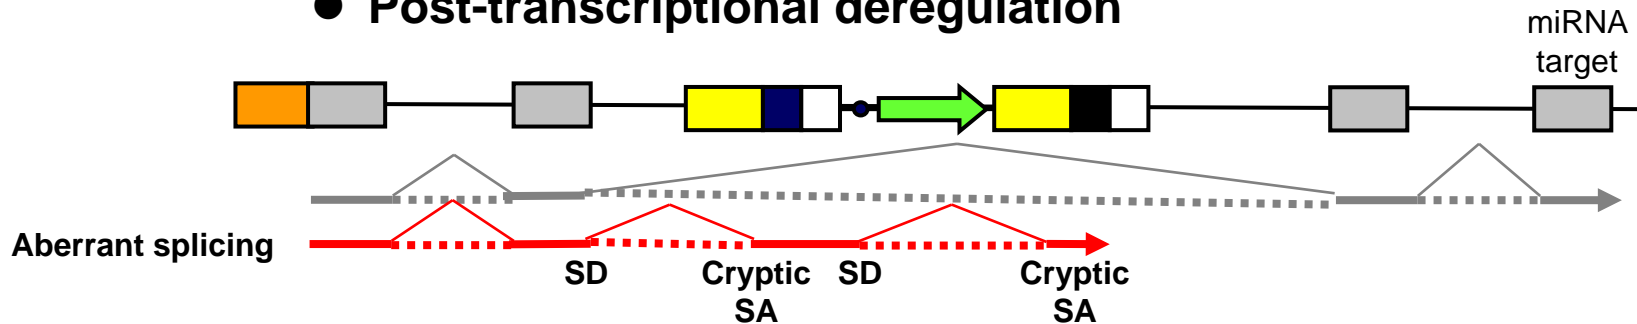 ● Post-transcriptional deregulation
miRNA
target
Aberrant splicing
SD
Cryptic
SA
SD
Cryptic
SA